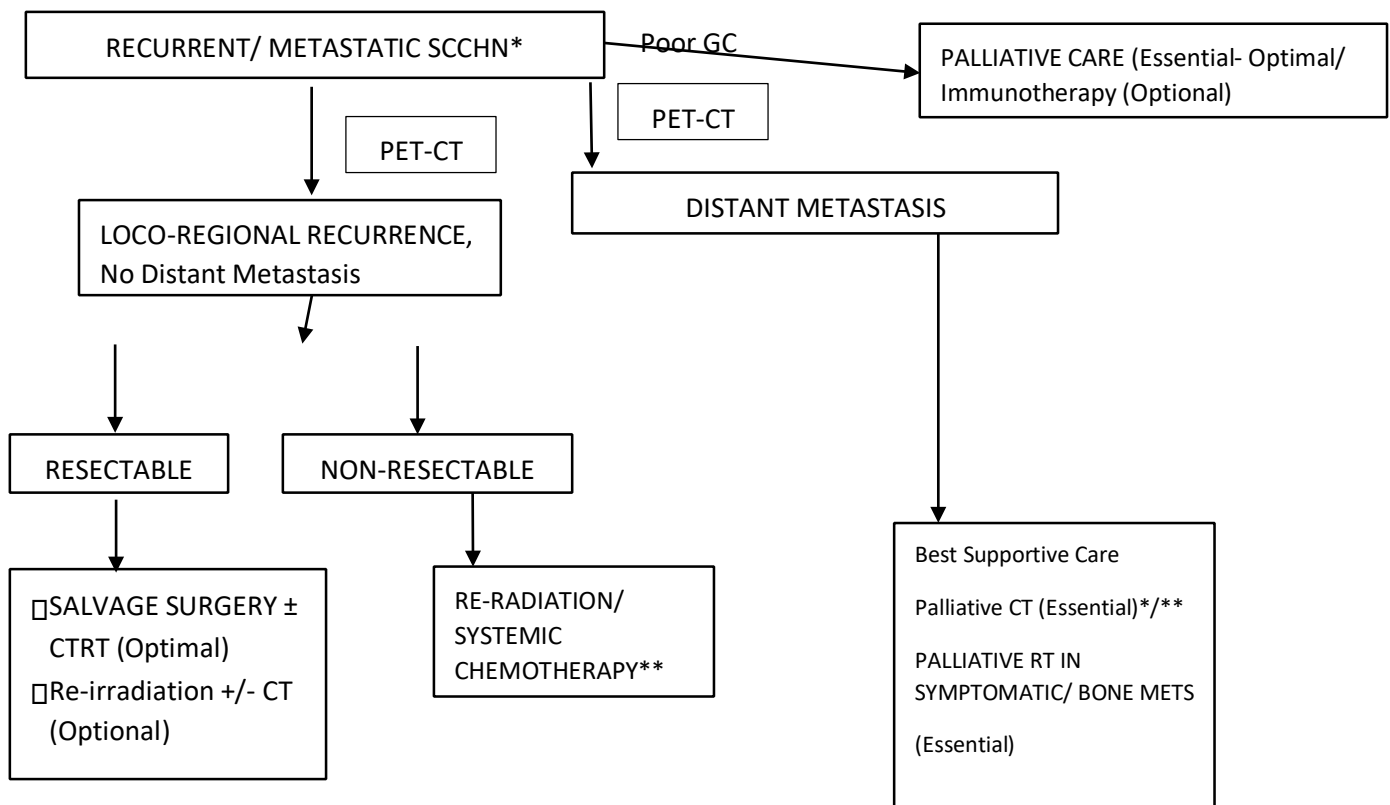 RECURRENT/ METASTATIC SCCHN*
Poor GC
PALLIATIVE CARE (Essential- Optimal/
Immunotherapy (Optional)
PET-CT
PET-CT
DISTANT METASTASIS
LOCO-REGIONAL RECURRENCE,
No Distant Metastasis
RESECTABLE
NON-RESECTABLE
SALVAGE SURGERY ±
CTRT (Optimal)
Re-irradiation +/- CT
(Optional)
RE-RADIATION/
SYSTEMIC
CHEMOTHERAPY**
Best Supportive Care
Palliative CT (Essential)*/**
PALLIATIVE RT IN
SYMPTOMATIC/ BONE METS
(Essential)